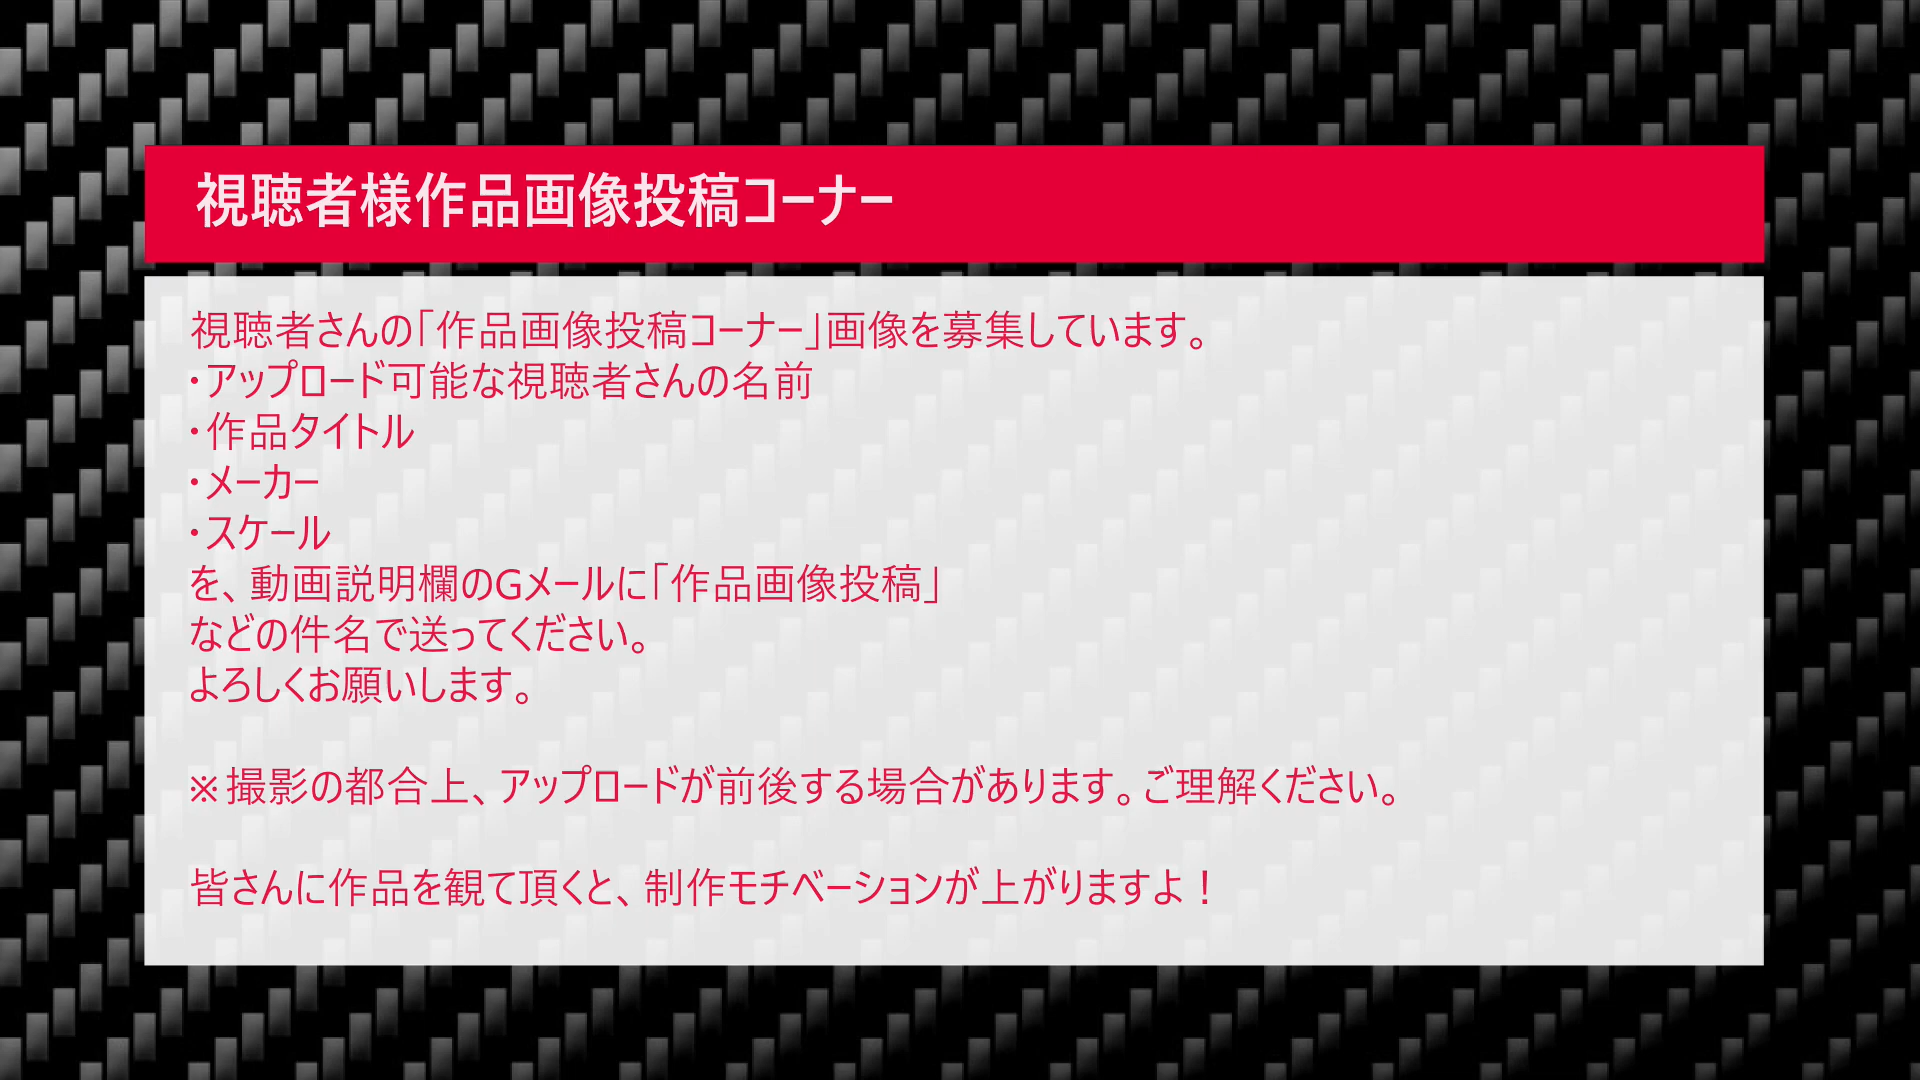 視聴者様作品画像投稿コーナー
視聴者さんの「作品画像投稿コーナー」画像を募集しています。
・アップロード可能な視聴者さんの名前
・作品タイトル
・メーカー
・スケール
を、動画説明欄のGメールに「作品画像投稿」
などの件名で送ってください。
よろしくお願いします。
※撮影の都合上、アップロードが前後する場合があります。ご理解ください。
皆さんに作品を観て頂くと、制作モチベーションが上がりますよ！